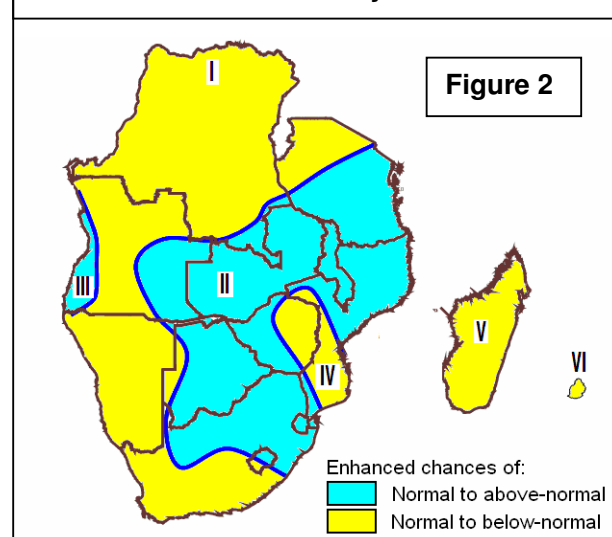 I
Figure 2
II
III
IV
V
VI
Enhanced chances of:
Normal to above-normal
Normal to below-normal